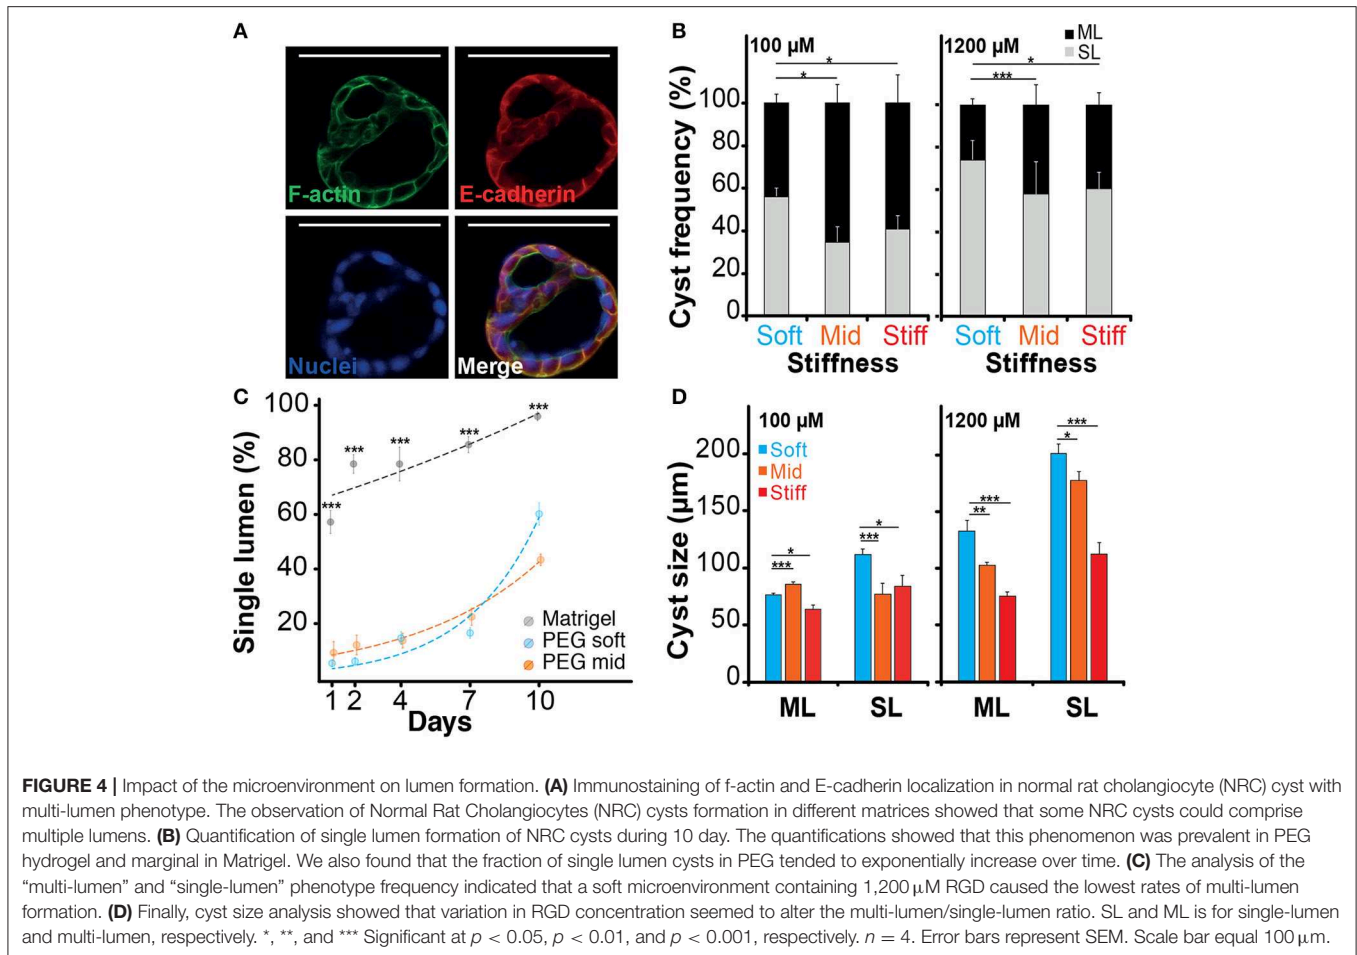 A
F-actin
E-cadherin
Nuclei
Merge
B
100 µM
1200 µM
ML
SL
*
*
*
***
Cyst frequency (%)
100
80
60
40
20
0
Soft Mid Stiff
Soft Mid Stiff
Stiffness
Stiffness
C
Single lumen (%)
100
80
60
40
20
***
***
***
***
***
Matrigel
PEG soft
PEG mid
1 2 4 7 10
Days
D
100 µM
1200 µM
Soft
Mid
Stiff
Cyst size (µm)
200
150
100
50
0
*
***
*
***
***
**
***
*
ML SL
ML SL
FIGURE 4 | Impact of the microenvironment on lumen formation. (A) Immunostaining of f-actin and E-cadherin localization in normal rat cholangiocyte (NRC) cyst with
multi-lumen phenotype. The observation of Normal Rat Cholangiocytes (NRC) cysts formation in different matrices showed that some NRC cysts could comprise
multiple lumens. (B) Quantification of single lumen formation of NRC cysts during 10 day. The quantifications showed that this phenomenon was prevalent in PEG
hydrogel and marginal in Matrigel. We also found that the fraction of single lumen cysts in PEG tended to exponentially increase over time. (C) The analysis of the
“multi-lumen” and “single-lumen” phenotype frequency indicated that a soft microenvironment containing 1,200 µM RGD caused the lowest rates of multi-lumen
formation. (D) Finally, cyst size analysis showed that variation in RGD concentration seemed to alter the multi-lumen/single-lumen ratio. SL and ML is for single-lumen
and multi-lumen, respectively. *, **, and *** Significant at p < 0.05, p < 0.01, and p < 0.001, respectively. n = 4. Error bars represent SEM. Scale bar equal 100 µm.